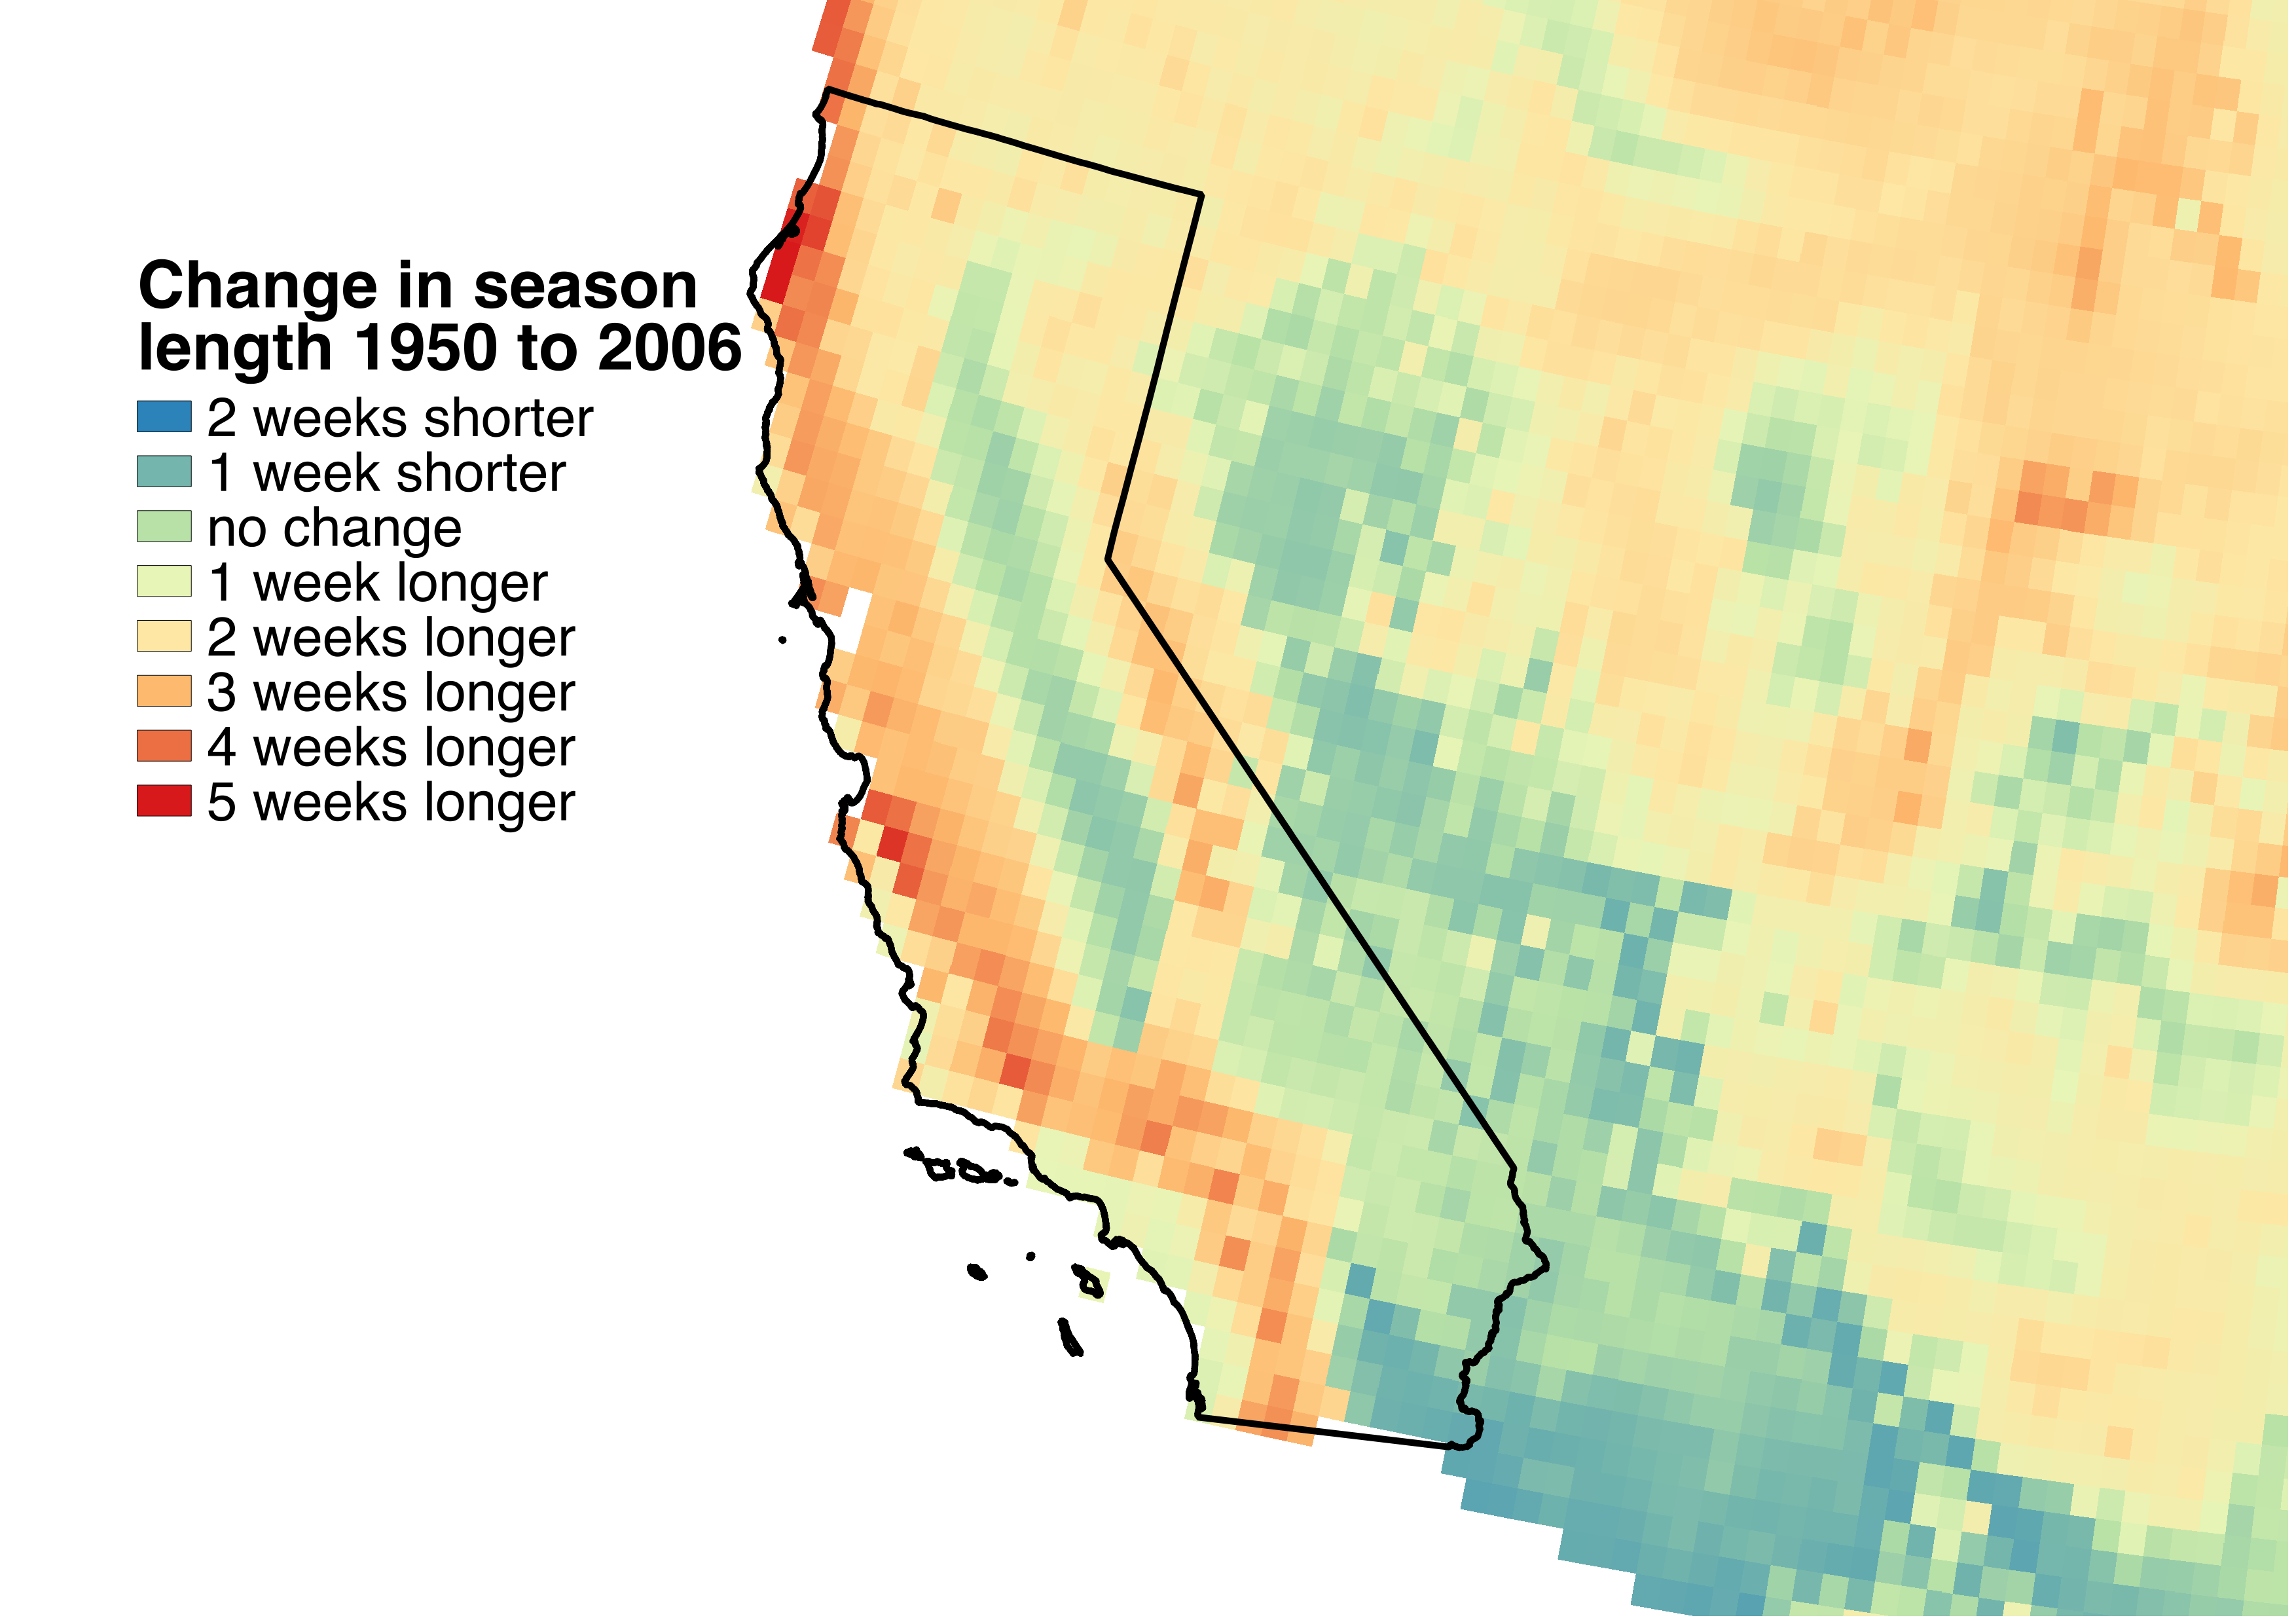 Change in season
length 1950 to 2006
2 weeks shorter
1 week shorter
no change
1 week longer
2 weeks longer
3 weeks longer
4 weeks longer
5 weeks longer